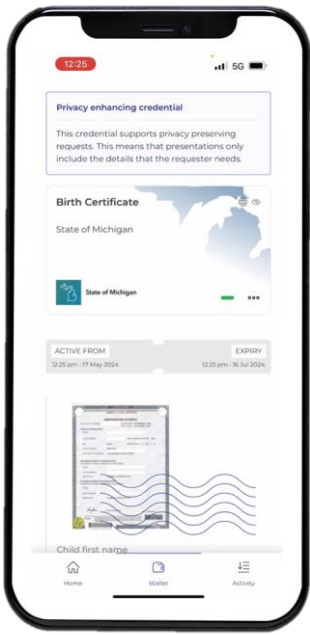 12:25
5G
Privacy enhancing credential
This credential supports privacy preserving
requests. This means that presentations only
include the details that the requester needs.
Birth Certificate
State of Michigan
State of Michigan
ACTIVE FROM
EXPIRY
12:25 pm - 17 May 2024
12:25 pm - 16 Jul 2024
Child first name
Home
Wallet
Activity